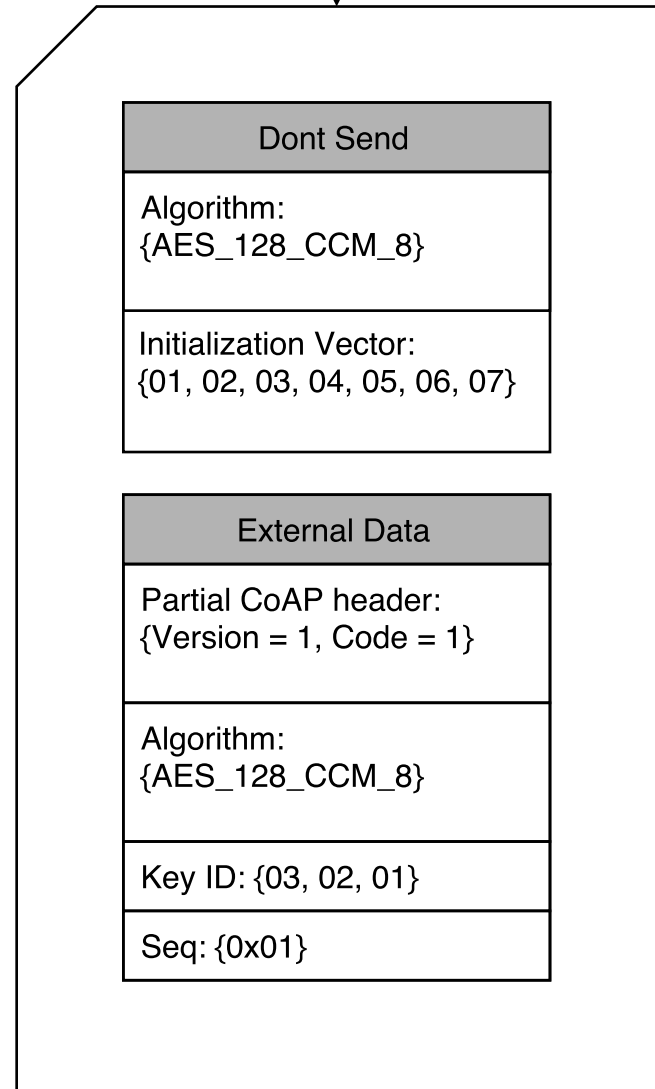 Dont Send
Algorithm:
{AES_128_CCM_8}
Initialization Vector:
{01, 02, 03, 04, 05, 06, 07}
External Data
Partial CoAP header:
{Version = 1, Code = 1}
Algorithm:
{AES_128_CCM_8}
Key ID: {03, 02, 01}
Seq: {0x01}